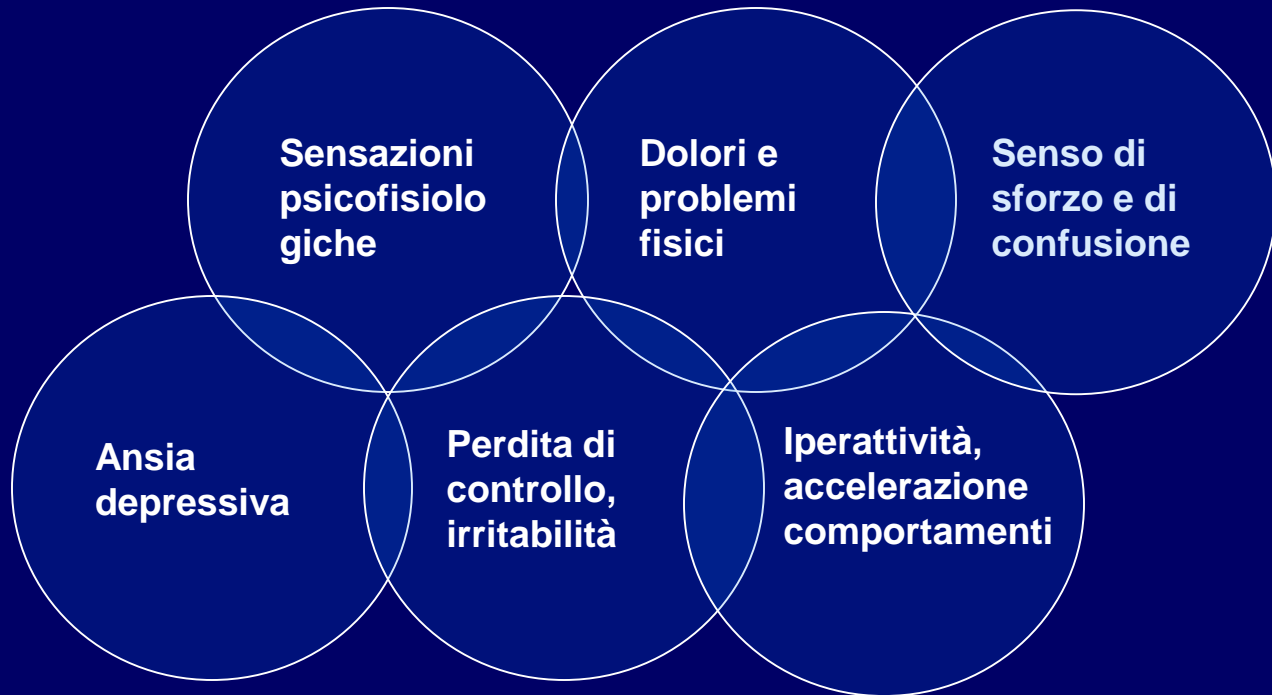 Sensazioni
psicofisiolo
giche
Dolori e
problemi
fisici
Senso di
sforzo e di
confusione
Ansia
depressiva
Perdita di
controllo,
irritabilità
Iperattività,
accelerazione
comportamenti